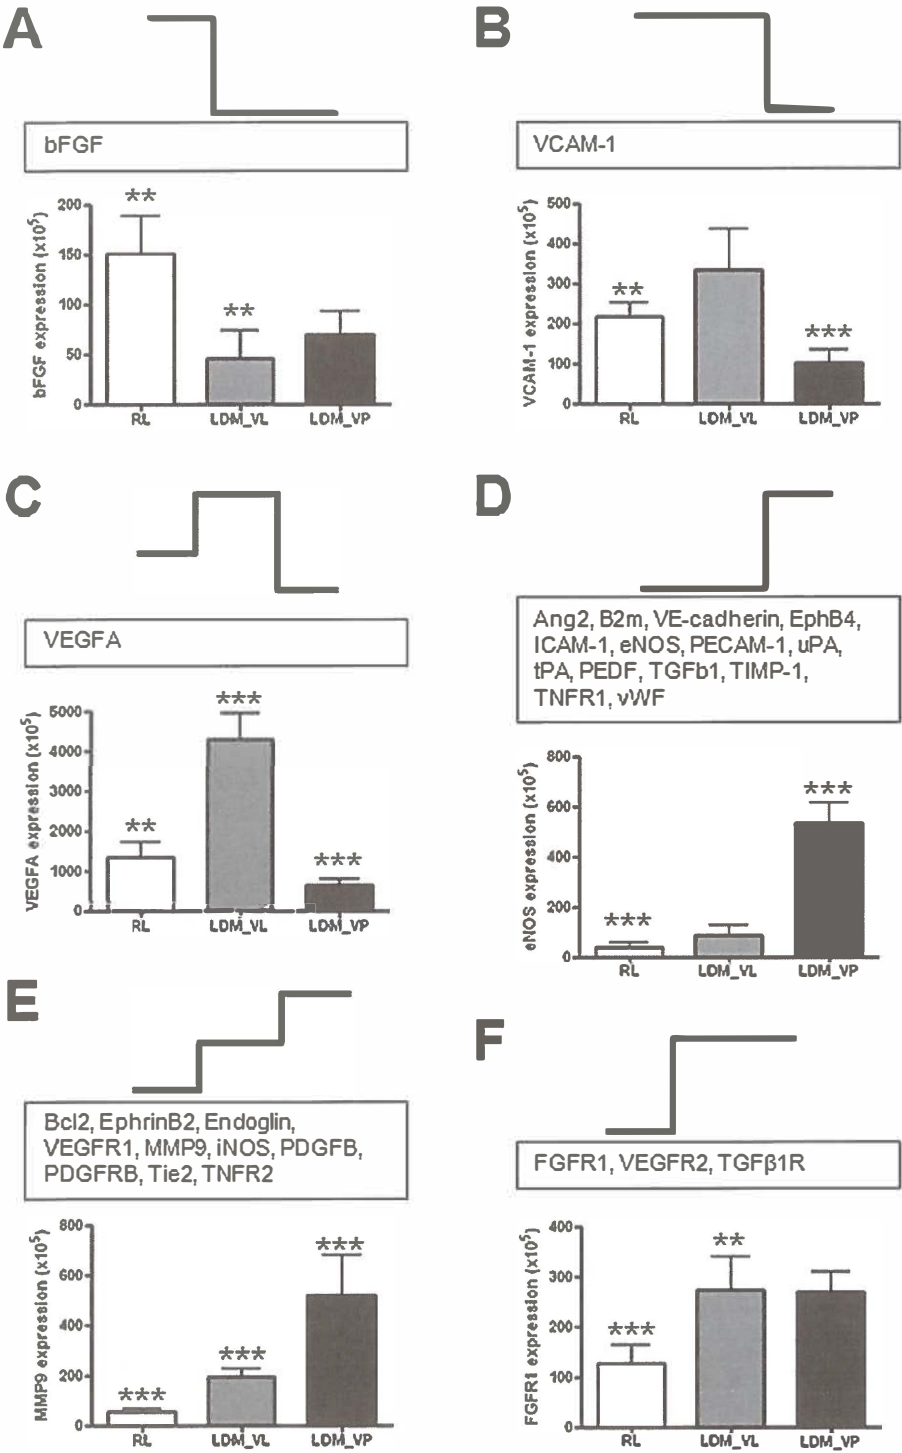 A
bFGF
**
**
bFGF expression (x10⁵)
200
150
100
50
0
RL
LDM_VL
LDM_VP
B
VCAM-1
**
***
VCAM-1 expression (x10⁵)
500
400
300
200
100
0
RL
LDM_VL
LDM_VP
C
VEGFA
***
**
***
VEGFA expression (x10⁵)
5000
4000
3000
2000
1000
0
RL
LDM_VL
LDM_VP
D
Ang2, B2m, VE-cadherin, EphB4,
ICAM-1, eNOS, PECAM-1, uPA,
tPA, PEDF, TGFb1, TIMP-1,
TNFR1, vWF
***
***
eNOS expression (x10⁵)
800
600
400
200
0
RL
LDM_VL
LDM_VP
E
Bcl2, EphrinB2, Endoglin,
VEGFR1, MMP9, iNOS, PDGFB,
PDGFRB, Tie2, TNFR2
***
***
***
MMP9 expression (x10⁵)
800
600
400
200
0
RL
LDM_VL
LDM_VP
F
FGFR1, VEGFR2, TGFβ1R
**
***
FGFR1 expression (x10⁵)
400
300
200
100
0
RL
LDM_VL
LDM_VP